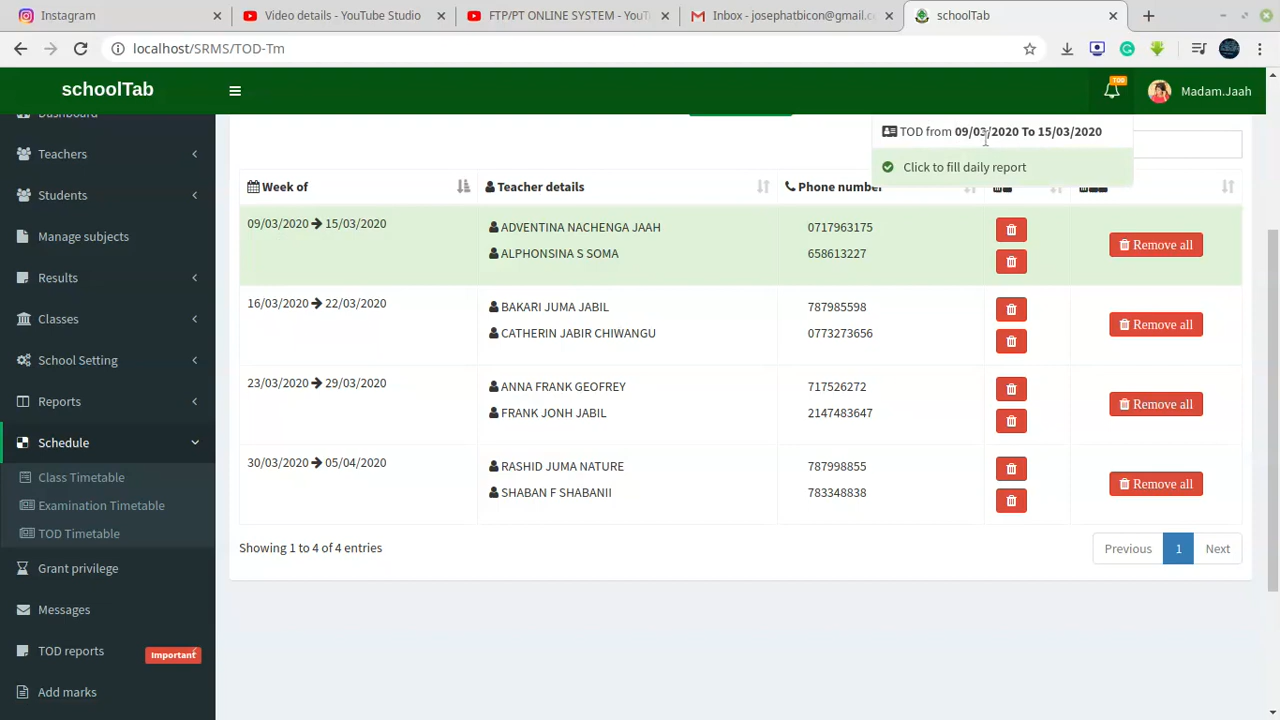 Instagram
Video details - YouTube Studio
FTP/PT ONLINE SYSTEM - YouT
Inbox - josephatbicon@gmail.c
schoolTab
localhost/SRMS/TOD-Tm
schoolTab
TOD
Madam.Jaah
Dashboard
TOD from 09/03/2020 To 15/03/2020
Click to fill daily report
Teachers
Students
Manage subjects
Results
Classes
School Setting
Reports
Schedule
Class Timetable
Examination Timetable
TOD Timetable
Grant privilege
Messages
TOD reports
Important
Add marks
Week of
Teacher details
Phone number
09/03/2020 → 15/03/2020
ADVENTINA NACHENGA JAAH 0717963175
ALPHONSINA S SOMA 658613227
Remove all
16/03/2020 → 22/03/2020
BAKARI JUMA JABIL 787985598
CATHERIN JABIR CHIWANGU 0773273656
Remove all
23/03/2020 → 29/03/2020
ANNA FRANK GEOFREY 717526272
FRANK JONH JABIL 2147483647
Remove all
30/03/2020 → 05/04/2020
RASHID JUMA NATURE 787998855
SHABAN F SHABANII 783348838
Remove all
Showing 1 to 4 of 4 entries
Previous 1 Next